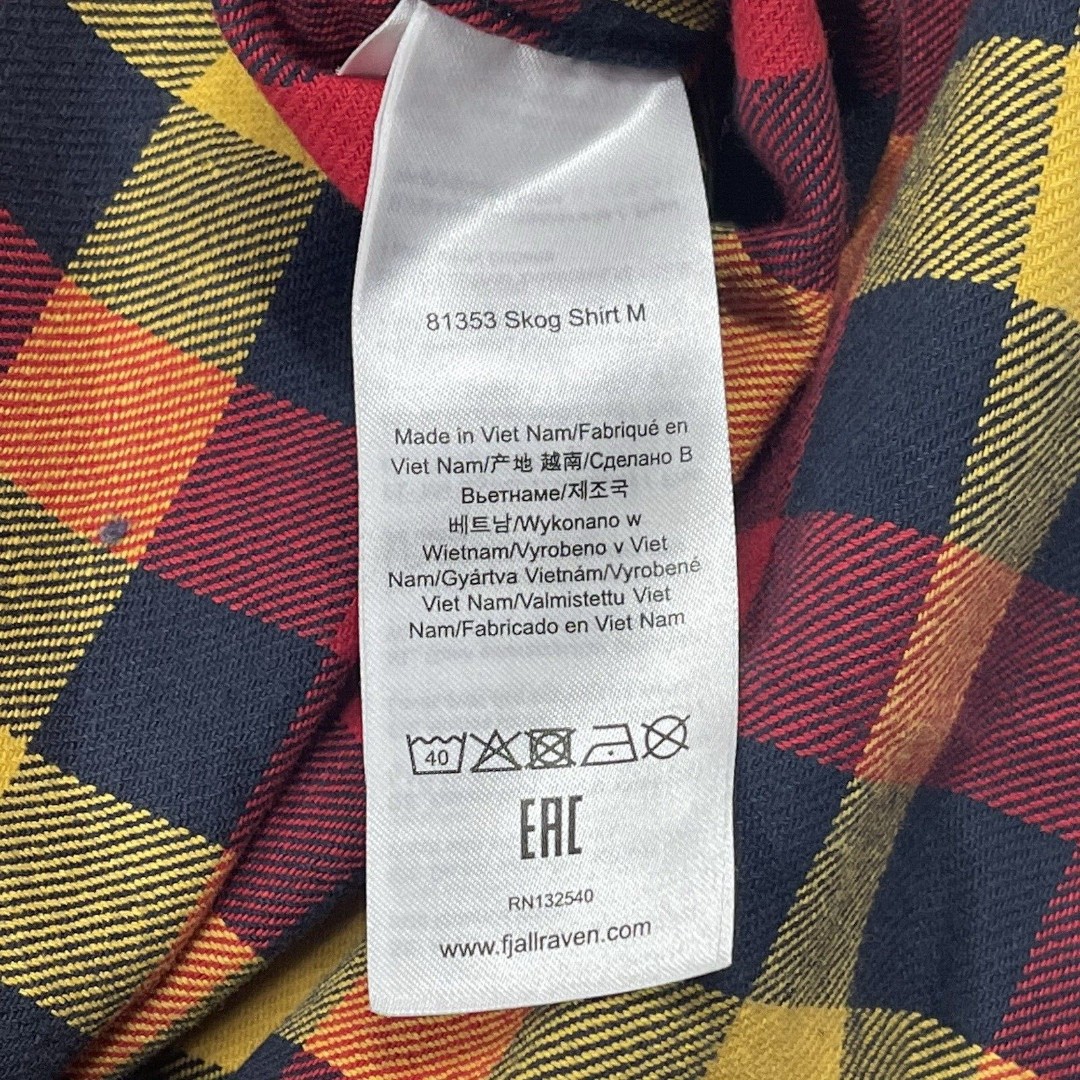 81353 Skog Shirt M
Made in Viet Nam/Fabriqué en
Viet Nam/产地 越南/Сделано В
Вьетнаме/제조국
베트남/Wykonano w
Wietnam/Vyrobeno v Viet
Nam/Gyártva Vietnám/Vyrobené
Viet Nam/Valmistettu Viet
Nam/Fabricado en Viet Nam
40
EAC
RN132540
www.fjallraven.com